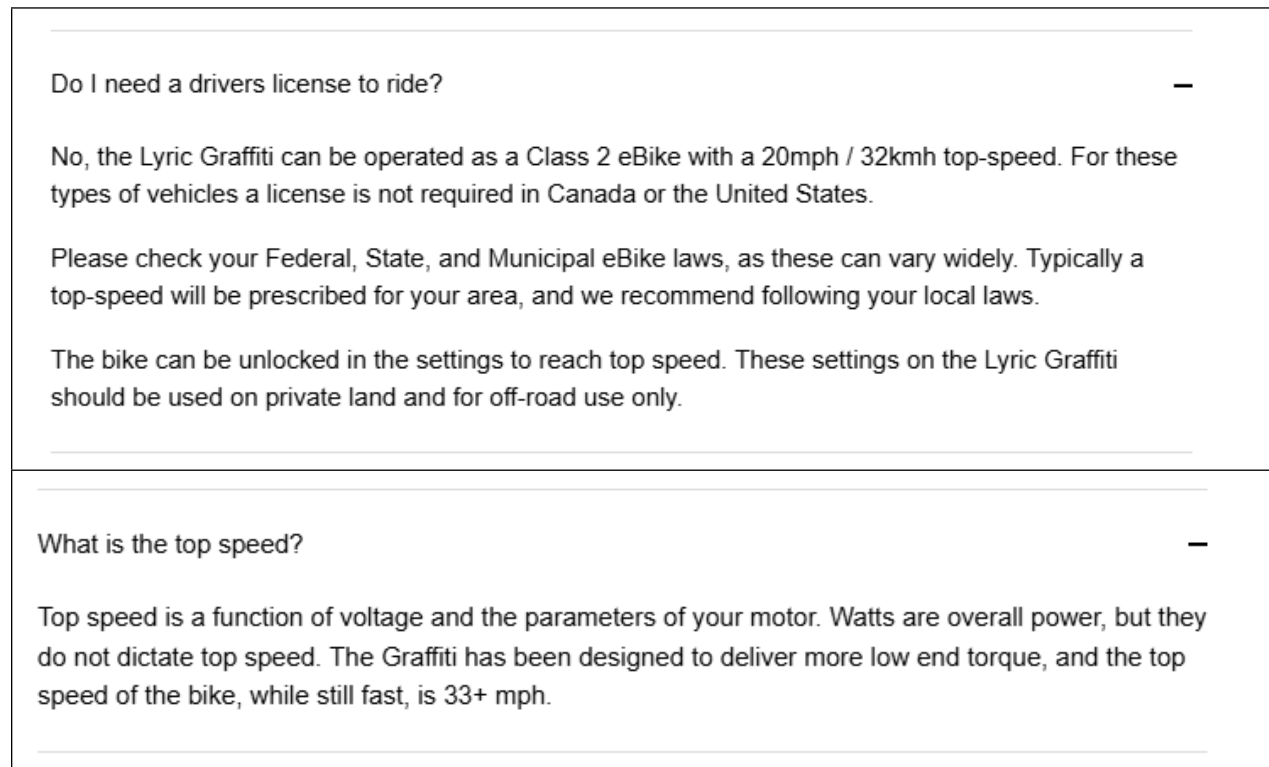 Do I need a drivers license to ride?
No, the Lyric Graffiti can be operated as a Class 2 eBike with a 20mph / 32kmh top-speed. For these
types of vehicles a license is not required in Canada or the United States.
Please check your Federal, State, and Municipal eBike laws, as these can vary widely. Typically a
top-speed will be prescribed for your area, and we recommend following your local laws.
The bike can be unlocked in the settings to reach top speed. These settings on the Lyric Graffiti
should be used on private land and for off-road use only.
What is the top speed?
Top speed is a function of voltage and the parameters of your motor. Watts are overall power, but they
do not dictate top speed. The Graffiti has been designed to deliver more low end torque, and the top
speed of the bike, while still fast, is 33+ mph.